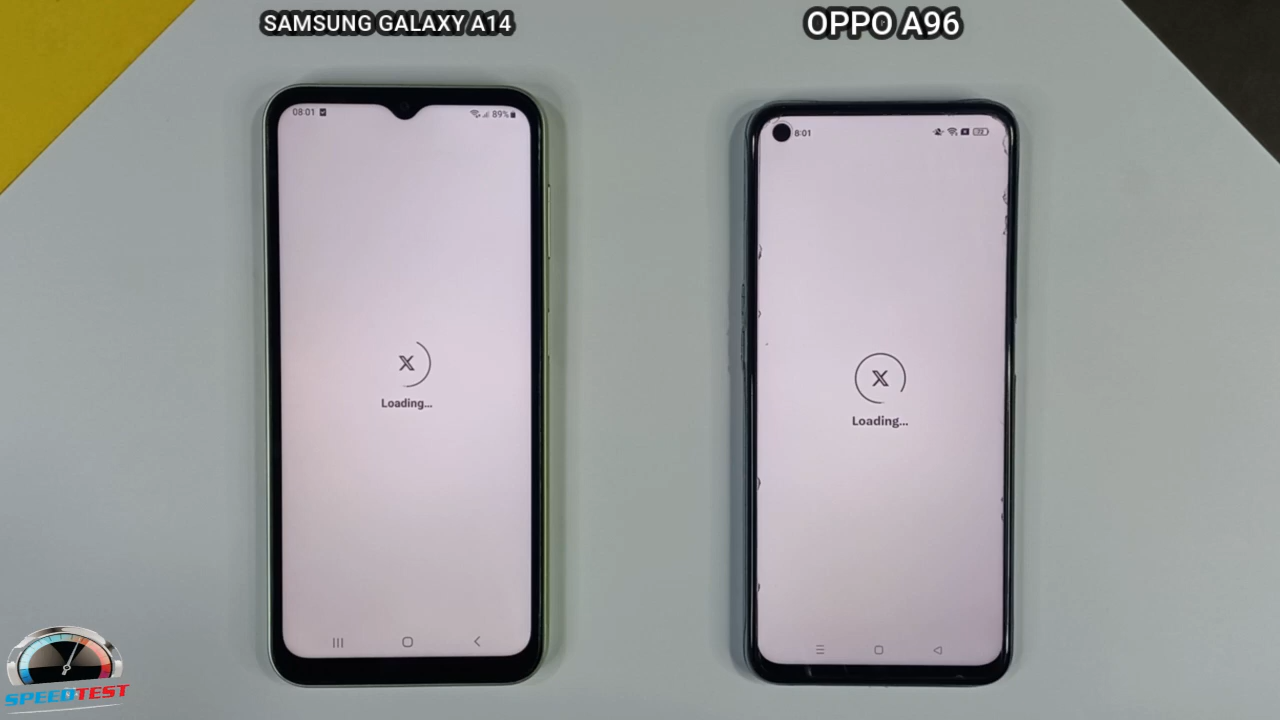 SAMSUNG GALAXY A14
OPPO A96
08:01
89%
8:01
X
Loading...
X
Loading...
SPEEDTEST